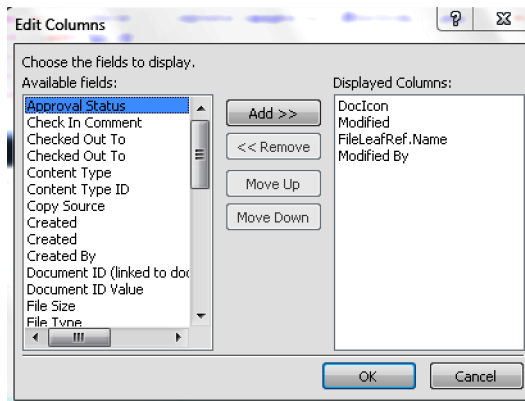 Edit Columns
Choose the fields to display.
Available fields:
Approval Status
Check In Comment
Checked Out To
Checked Out To
Content Type
Content Type ID
Copy Source
Created
Created
Created By
Document ID (linked to doc
Document ID Value
File Size
File Type
Add >>
<< Remove
Move Up
Move Down
Displayed Columns:
DocIcon
Modified
FileLeafRef.Name
Modified By
OK
Cancel